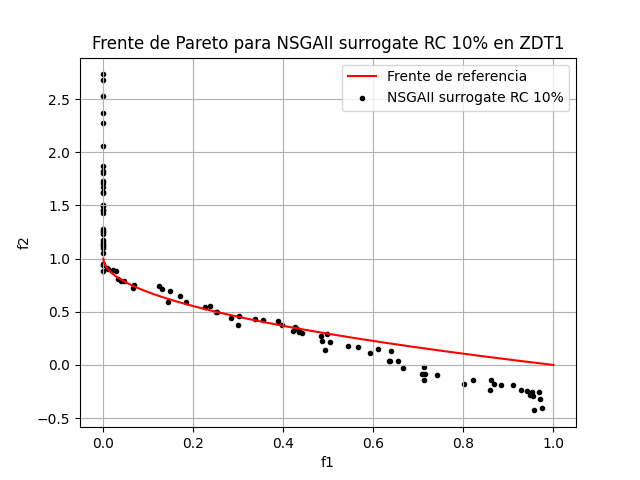 Frente de Pareto para NSGAII surrogate RC 10% en ZDT1
Frente de referencia
NSGAII surrogate RC 10%
f2
2.5
2.0
1.5
1.0
0.5
0.0
−0.5
0.0 0.2 0.4 0.6 0.8 1.0
f1